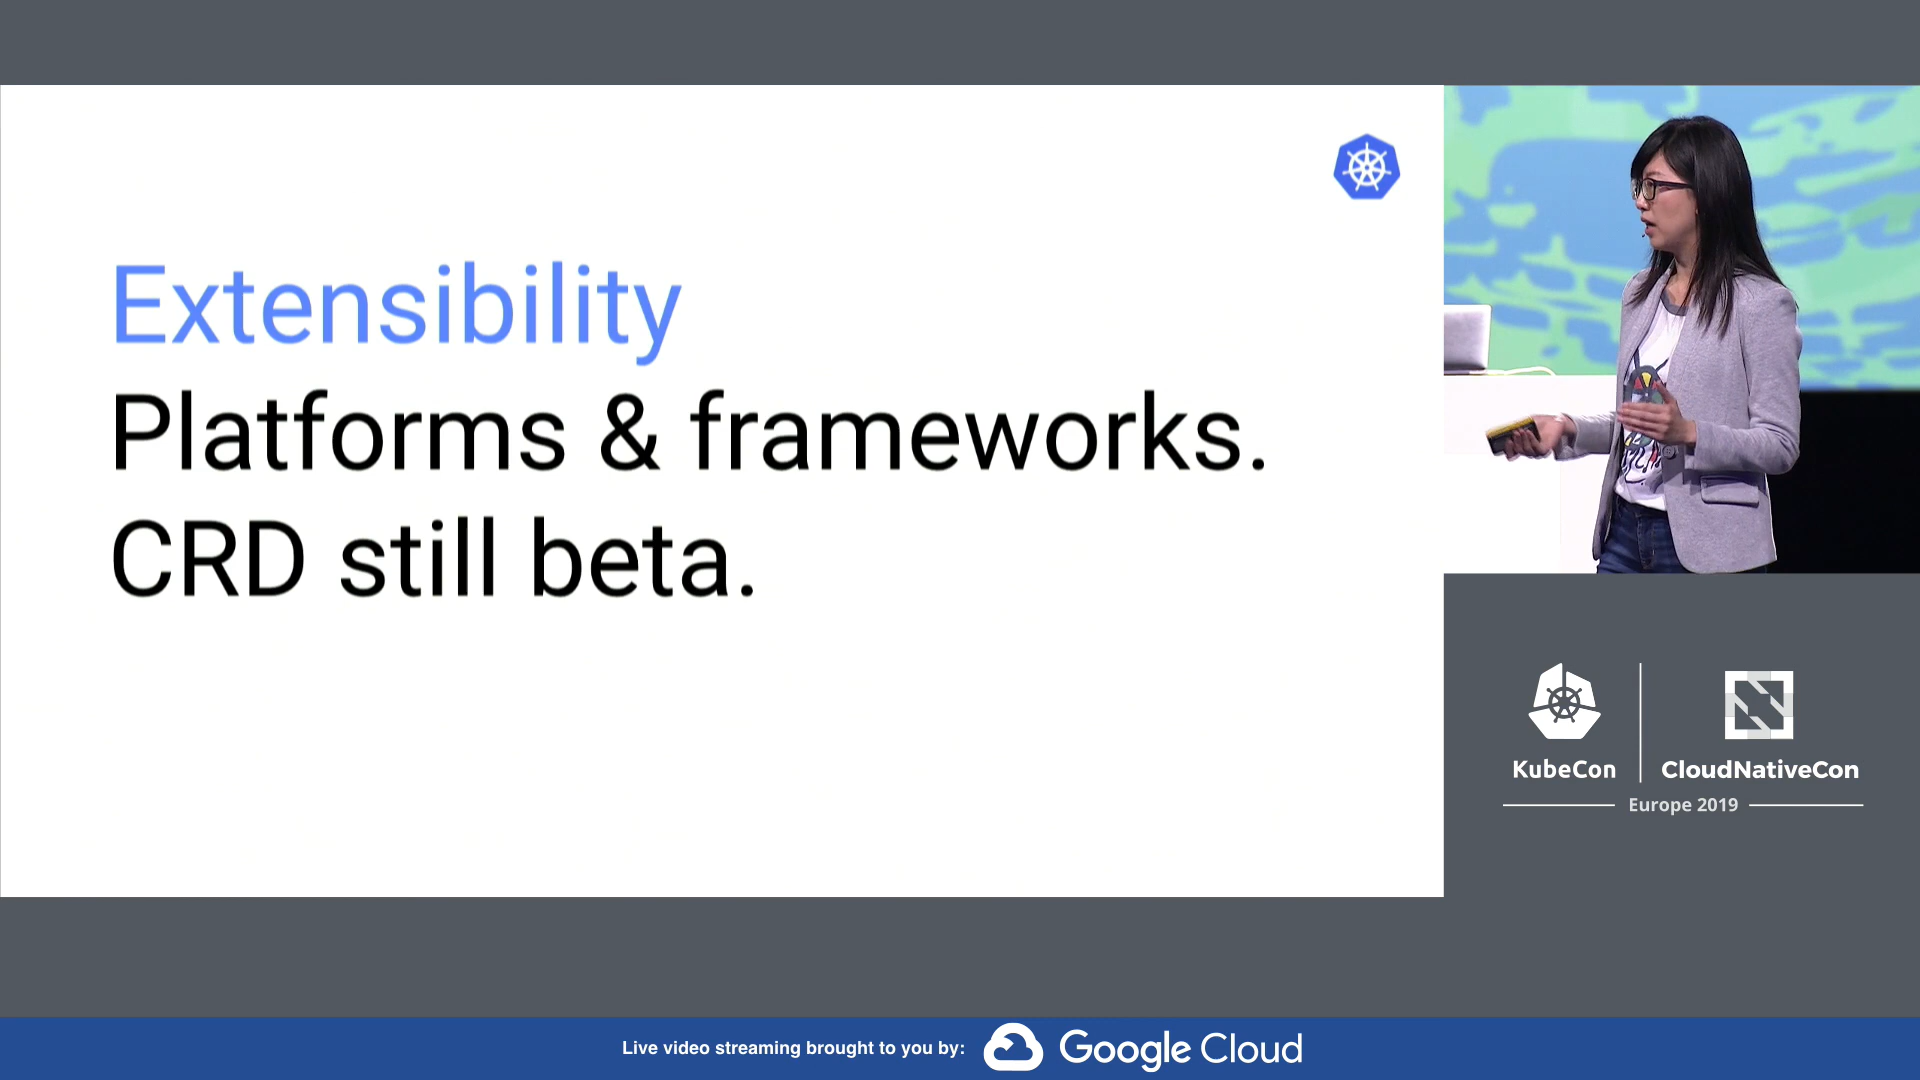 Extensibility
Platforms & frameworks.
CRD still beta.
KubeCon
CloudNativeCon
Europe 2019
Live video streaming brought to you by:
Google Cloud